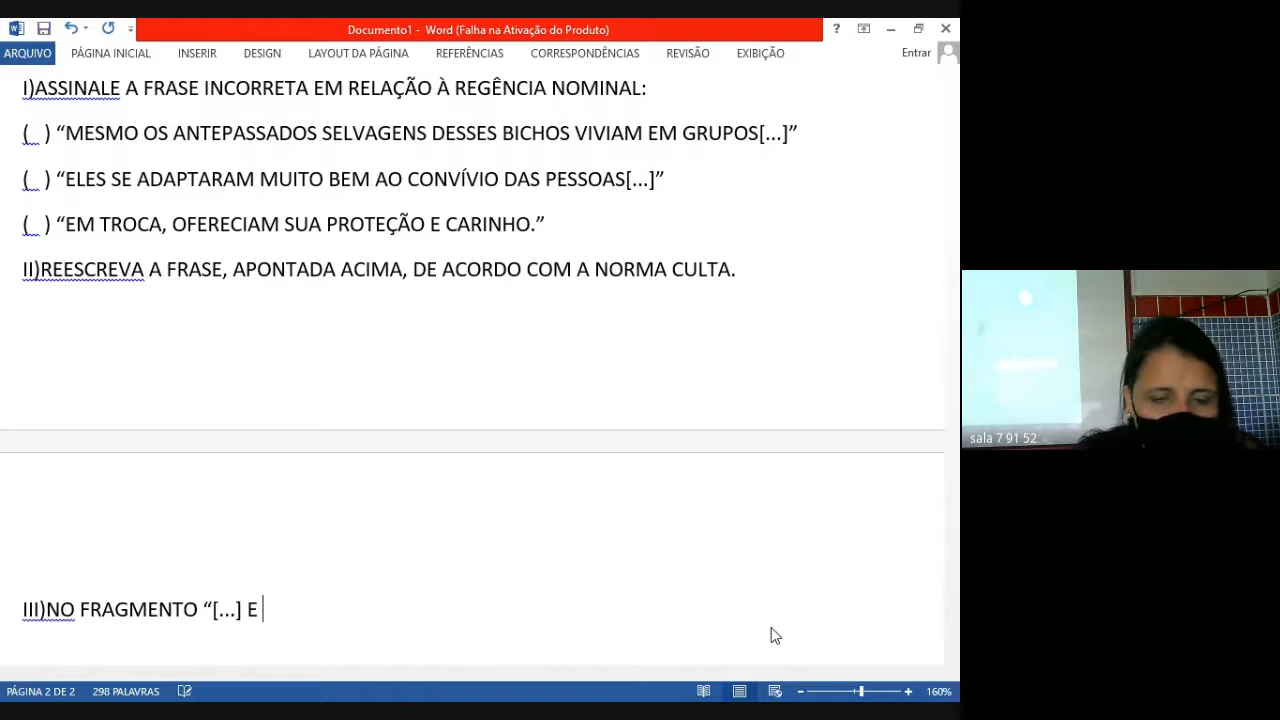 Documento1 - Word (Falha na Ativação do Produto)
ARQUIVO PÁGINA INICIAL INSERIR DESIGN LAYOUT DA PÁGINA REFERÊNCIAS CORRESPONDÊNCIAS REVISÃO EXIBIÇÃO Entrar
I)ASSINALE A FRASE INCORRETA EM RELAÇÃO À REGÊNCIA NOMINAL:
( ) “MESMO OS ANTEPASSADOS SELVAGENS DESSES BICHOS VIVIAM EM GRUPOS[...]”
( ) “ELES SE ADAPTARAM MUITO BEM AO CONVÍVIO DAS PESSOAS[...]”
( ) “EM TROCA, OFERECIAM SUA PROTEÇÃO E CARINHO.”
II)REESCREVA A FRASE, APONTADA ACIMA, DE ACORDO COM A NORMA CULTA.
sala 7 91 52
III)NO FRAGMENTO “[...] E
PÁGINA 2 DE 2 298 PALAVRAS 160%